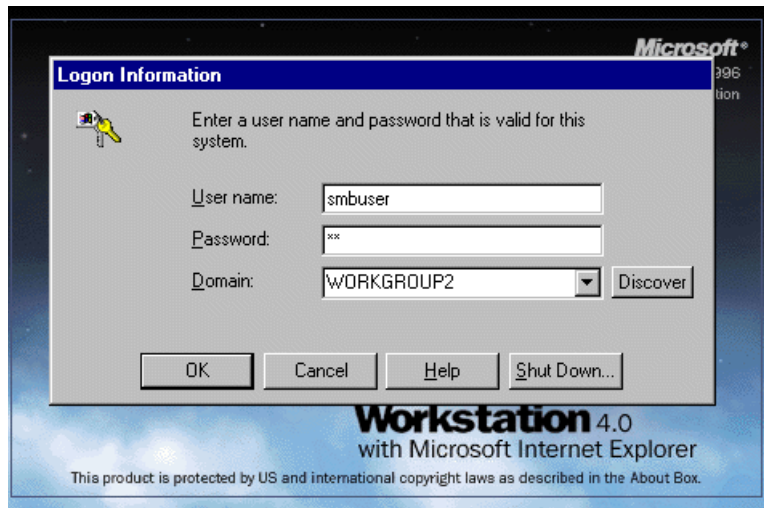 Microsoft®
Logon Information
996
tion
Enter a user name and password that is valid for this
system.
User name: smbuser
Password: **
Domain: WORKGROUP2 Discover
OK Cancel Help Shut Down...
Workstation 4.0
with Microsoft Internet Explorer
This product is protected by US and international copyright laws as described in the About Box.